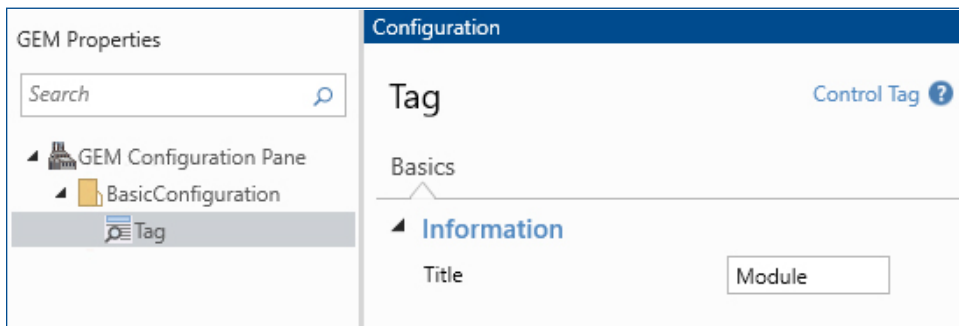 GEM Properties
Search
GEM Configuration Pane
BasicConfiguration
Tag
Configuration
Tag
Control Tag ?
Basics
Information
Title
Module